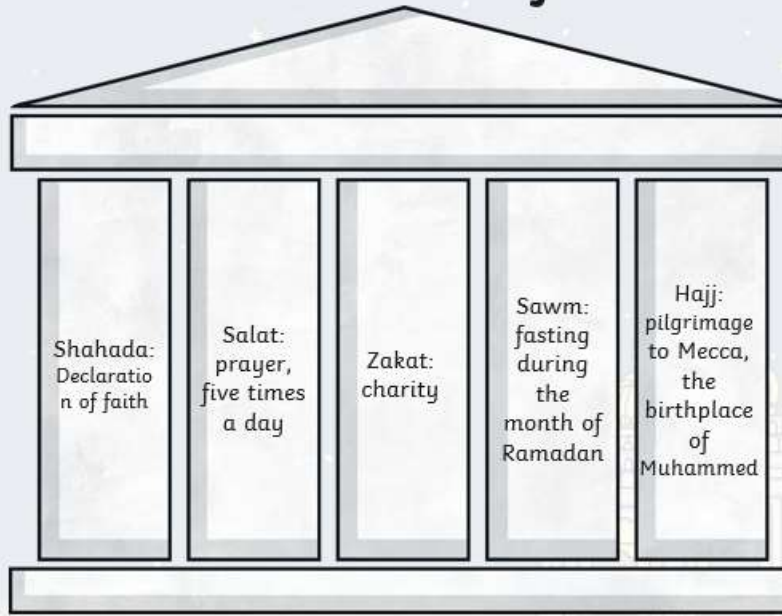 Shahada:
Declaratio
n of faith
Salat:
prayer,
five times
a day
Zakat:
charity
Sawm:
fasting
during
the
month of
Ramadan
Hajj:
pilgrimage
to Mecca,
the
birthplace
of
Muhammed